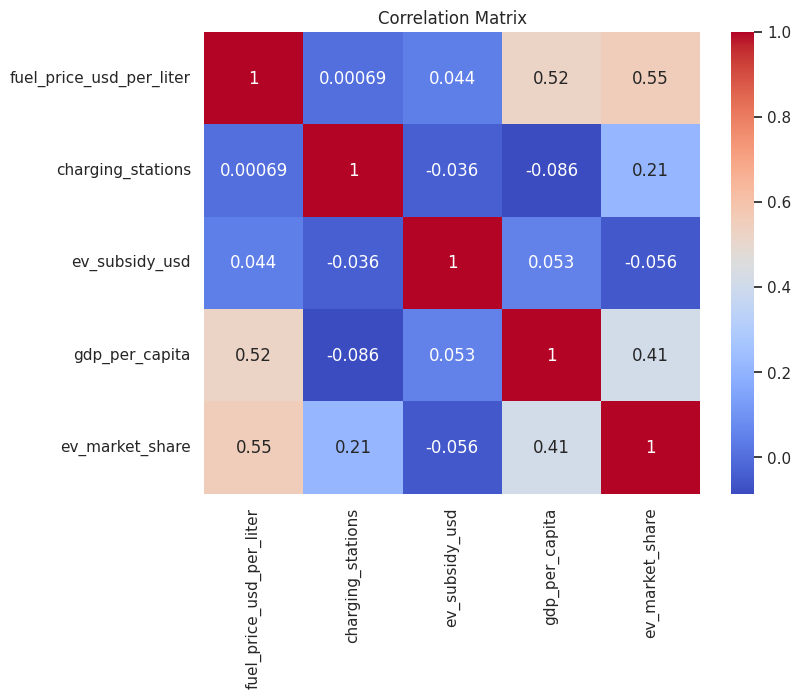 Correlation Matrix
fuel_price_usd_per_liter 1 0.00069 0.044 0.52 0.55
charging_stations 0.00069 1 -0.036 -0.086 0.21
ev_subsidy_usd 0.044 -0.036 1 0.053 -0.056
gdp_per_capita 0.52 -0.086 0.053 1 0.41
ev_market_share 0.55 0.21 -0.056 0.41 1
fuel_price_usd_per_liter
charging_stations
ev_subsidy_usd
gdp_per_capita
ev_market_share
1.0
0.8
0.6
0.4
0.2
0.0